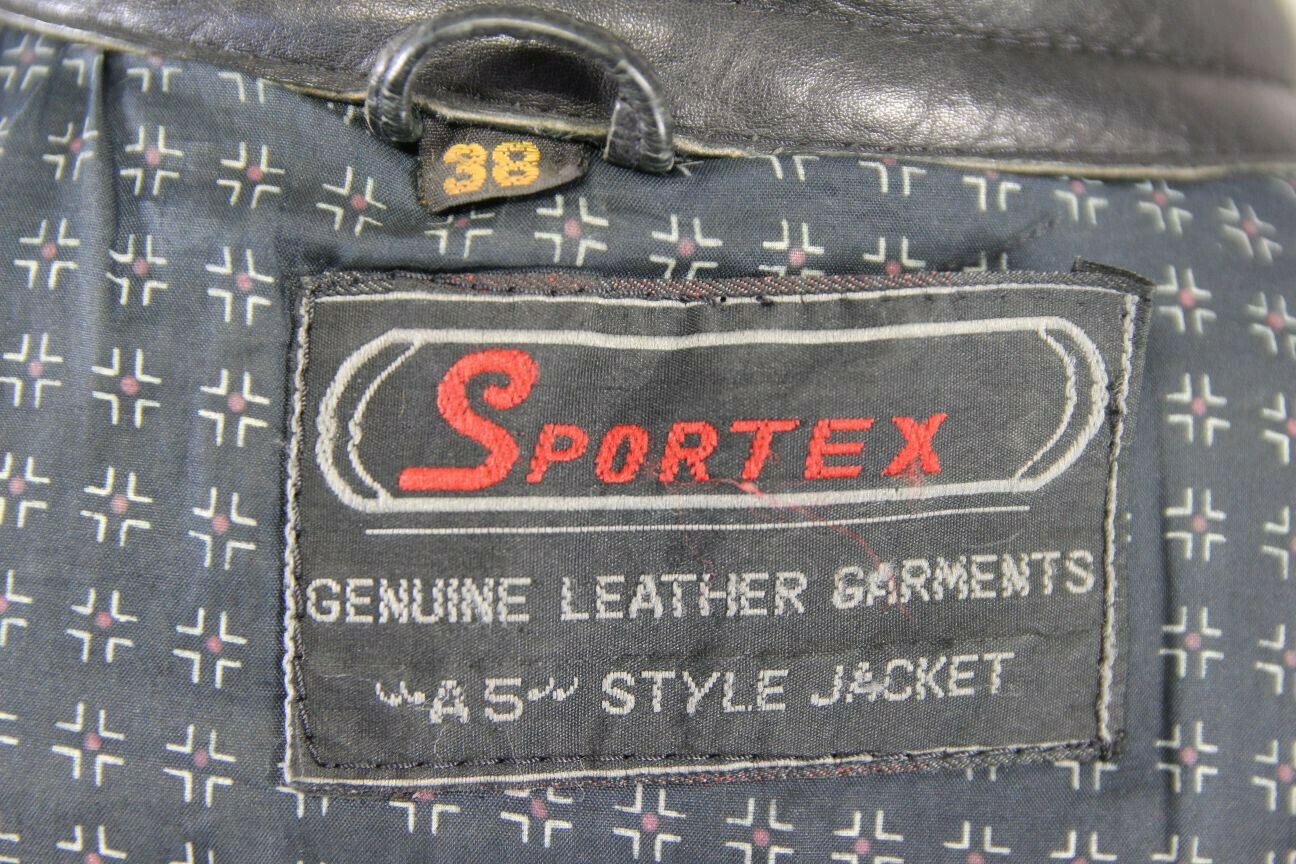 38
SPORTEX
GENUINE LEATHER GARMENTS
"A5" STYLE JACKET